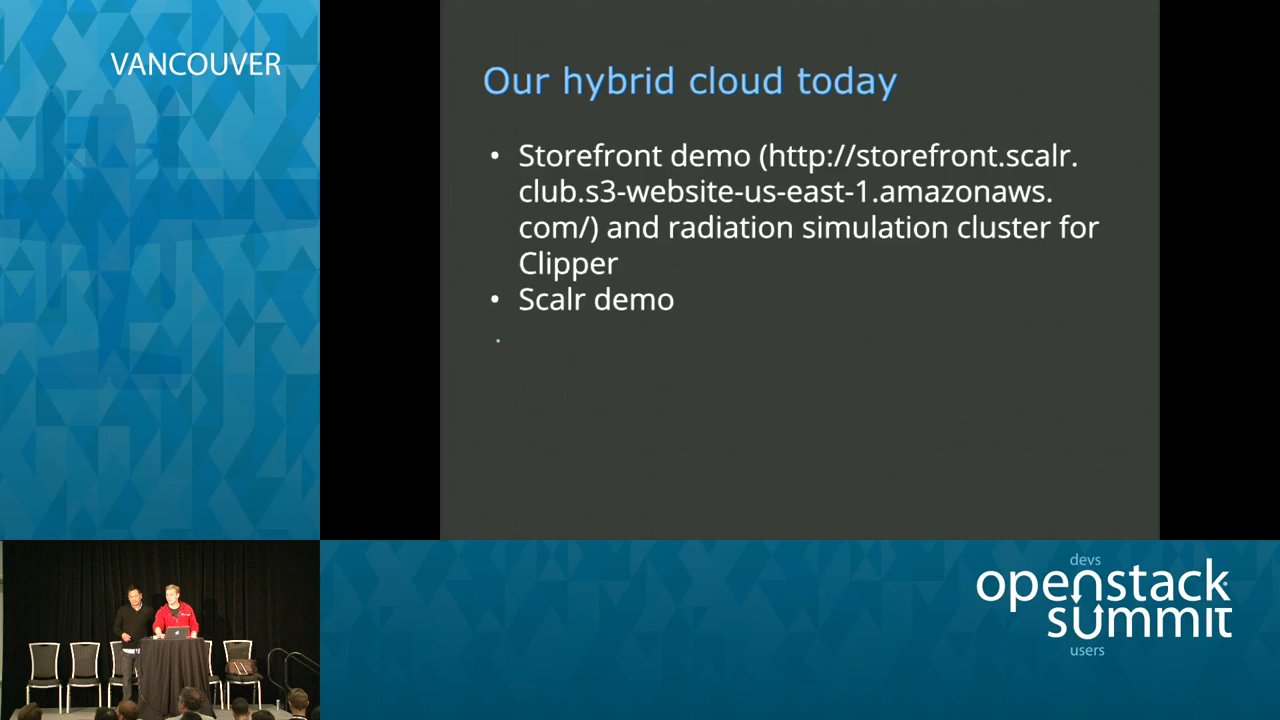 VANCOUVER
Our hybrid cloud today
• Storefront demo (http://storefront.scalr.
club.s3-website-us-east-1.amazonaws.
com/) and radiation simulation cluster for
Clipper
• Scalr demo
devs
openstack
summit
users